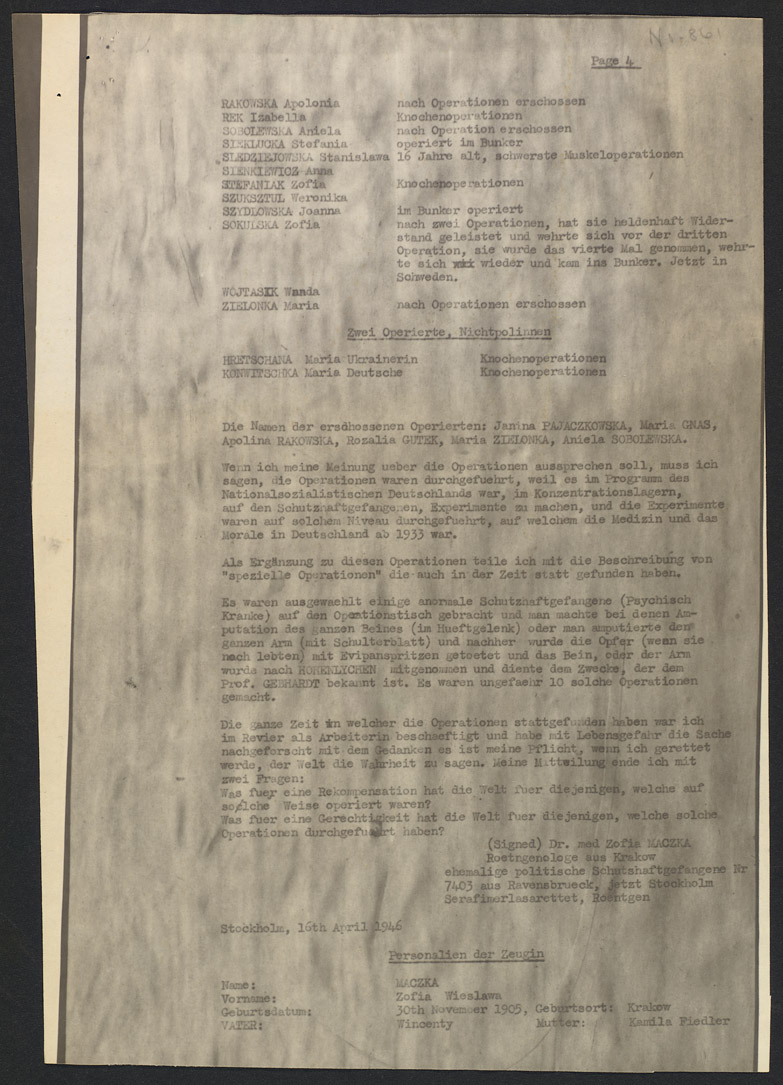 Nr. 861
Page 4
RAKOWSKA Apolonia nach Operationen erschossen
REK Izabella Knochenoperationen
SOBOLEWSKA Aniela nach Operation erschossen
SIEKLUCKA Stefania operiert im Bunker
SLEDZIEJOWSKA Stanislawa 16 Jahre alt, schwerste Muskeloperationen
SIENKIEWICZ Anna
STEFANIAK Zofia Knochenoperationen
SZUKSZTUL Weronika
SZYDLOWSKA Joanna im Bunker operiert
SOKULSKA Zofia nach zwei Operationen, hat sie heldenhaft Wider-
stand geleistet und wehrte sich vor der dritten
Operation, sie wurde das vierte Mal genommen, wehr-
te sich wieder und kam ins Bunker. Jetzt in
Schweden.
WOJTASIK Wanda
ZIELONKA Maria nach Operationen erschossen
Zwei Operierte, Nichtpolinnen
HRETSCHANA Maria Ukrainerin Knochenoperationen
KONWITSCHKA Maria Deutsche Knochenoperationen
Die Namen der erschossenen Operierten: Janina PAJACZKOWSKA, Maria GNAS,
Apolina RAKOWSKA, Rozalia GUTEK, Maria ZIELONKA, Aniela SOBOLEWSKA.
Wenn ich meine Meinung ueber die Operationen aussprechen soll, muss ich
sagen, die Operationen waren durchgefuehrt, weil es im Programm des
Nationalsozialistischen Deutschlands war, im Konzentrationslagern,
auf den Schutzhaftgefangenen, Experimente zu machen, und die Experimente
waren auf solchem Niveau durchgefuehrt, auf welchem die Medizin und das
Morale in Deutschland ab 1933 war.
Als Ergänzung zu diesen Operationen teile ich mit die Beschreibung von
"spezielle Operationen" die auch in der Zeit statt gefunden haben.
Es waren ausgewaehlt einige anormale Schutzhaftgefangene (Psychisch
Kranke) auf den Operationstisch gebracht und man machte bei denen Am-
putation des ganzen Beines (im Hueftgelenk) oder man amputierte den
ganzen Arm (mit Schulterblatt) und nachher wurde die Opfer (wenn sie
noch lebten) mit Evipanspritzen getoetet und das Bein, oder der Arm
wurde nach HOHENLYCHEN mitgenommen und diente dem Zwecke, der dem
Prof. GEBHARDT bekannt ist. Es waren ungefaehr 10 solche Operationen
gemacht.
Die ganze Zeit in welcher die Operationen stattgefunden haben war ich
im Revier als Arbeiterin beschaeftigt und habe mit Lebensgefahr die Sache
nachgeforscht mit dem Gedanken es ist meine Pflicht, wenn ich gerettet
werde, der Welt die Wahrheit zu sagen. Meine Mitteilung ende ich mit
zwei Fragen:
Was fuer eine Rekompensation hat die Welt fuer diejenigen, welche auf
solche Weise operiert waren?
Was fuer eine Gerechtigkeit hat die Welt fuer diejenigen, welche solche
Operationen durchgefuehrt haben?
(Signed) Dr. med Zofia MACZKA
Roetngenologe aus Krakow
ehemalige politische Schutshaftgefangene Nr
7403 aus Ravensbrueck, jetzt Stockholm
Serafimerlasarettet, Roentgen
Stockholm, 16th April 1946
Personalien der Zeugin
Name: MACZKA
Vorname: Zofia Wieslawa
Geburtsdatum: 30th November 1905, Geburtsort: Krakow
VATER: Wincenty Mutter: Kamila Fiedler